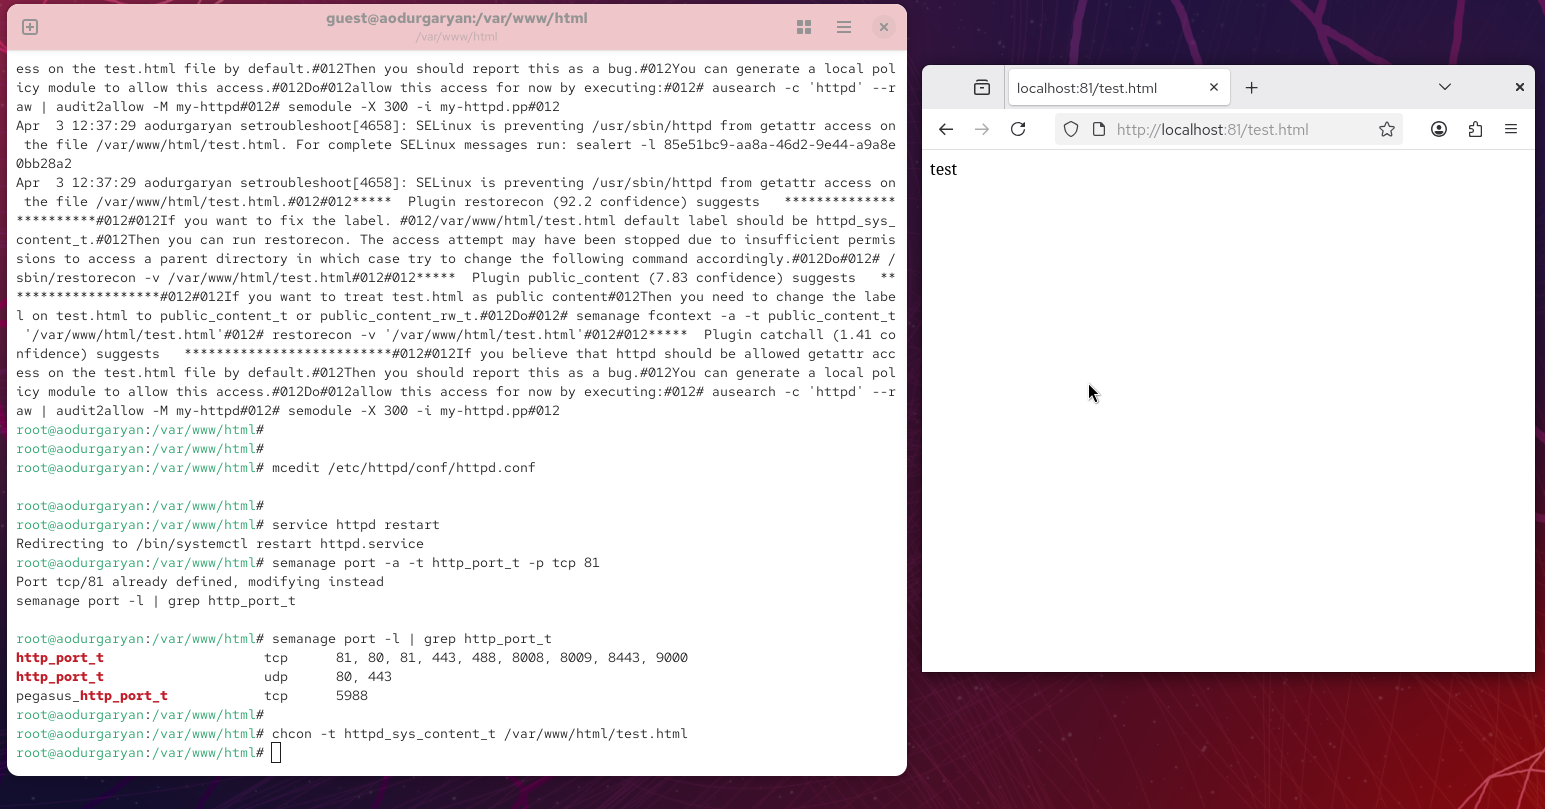 guest@aodurgaryan:/var/www/html
/var/www/html
ess on the test.html file by default.#012Then you should report this as a bug.#012You can generate a local pol
icy module to allow this access.#012Do#012allow this access for now by executing:#012# ausearch -c 'httpd' --r
aw | audit2allow -M my-httpd#012# semodule -X 300 -i my-httpd.pp#012
Apr  3 12:37:29 aodurgaryan setroubleshoot[4658]: SELinux is preventing /usr/sbin/httpd from getattr access on
 the file /var/www/html/test.html. For complete SELinux messages run: sealert -l 85e51bc9-aa8a-46d2-9e44-a9a8e
0bb28a2
Apr  3 12:37:29 aodurgaryan setroubleshoot[4658]: SELinux is preventing /usr/sbin/httpd from getattr access on
 the file /var/www/html/test.html.#012#012*****  Plugin restorecon (92.2 confidence) suggests   **************
**********#012#012If you want to fix the label. #012/var/www/html/test.html default label should be httpd_sys_
content_t.#012Then you can run restorecon. The access attempt may have been stopped due to insufficient permis
sions to access a parent directory in which case try to change the following command accordingly.#012Do#012# /
sbin/restorecon -v /var/www/html/test.html#012#012*****  Plugin public_content (7.83 confidence) suggests   **
******************#012#012If you want to treat test.html as public content#012Then you need to change the labe
l on test.html to public_content_t or public_content_rw_t.#012Do#012# semanage fcontext -a -t public_content_t
 '/var/www/html/test.html'#012# restorecon -v '/var/www/html/test.html'#012#012*****  Plugin catchall (1.41 co
nfidence) suggests   **************************#012#012If you believe that httpd should be allowed getattr acc
ess on the test.html file by default.#012Then you should report this as a bug.#012You can generate a local pol
icy module to allow this access.#012Do#012allow this access for now by executing:#012# ausearch -c 'httpd' --r
aw | audit2allow -M my-httpd#012# semodule -X 300 -i my-httpd.pp#012
root@aodurgaryan:/var/www/html#
root@aodurgaryan:/var/www/html#
root@aodurgaryan:/var/www/html# mcedit /etc/httpd/conf/httpd.conf
root@aodurgaryan:/var/www/html#
root@aodurgaryan:/var/www/html# service httpd restart
Redirecting to /bin/systemctl restart httpd.service
root@aodurgaryan:/var/www/html# semanage port -a -t http_port_t -p tcp 81
Port tcp/81 already defined, modifying instead
semanage port -l | grep http_port_t
root@aodurgaryan:/var/www/html# semanage port -l | grep http_port_t
http_port_t                    tcp      81, 80, 81, 443, 488, 8008, 8009, 8443, 9000
http_port_t                    udp      80, 443
pegasus_http_port_t            tcp      5988
root@aodurgaryan:/var/www/html#
root@aodurgaryan:/var/www/html# chcon -t httpd_sys_content_t /var/www/html/test.html
root@aodurgaryan:/var/www/html#
localhost:81/test.html
http://localhost:81/test.html
test